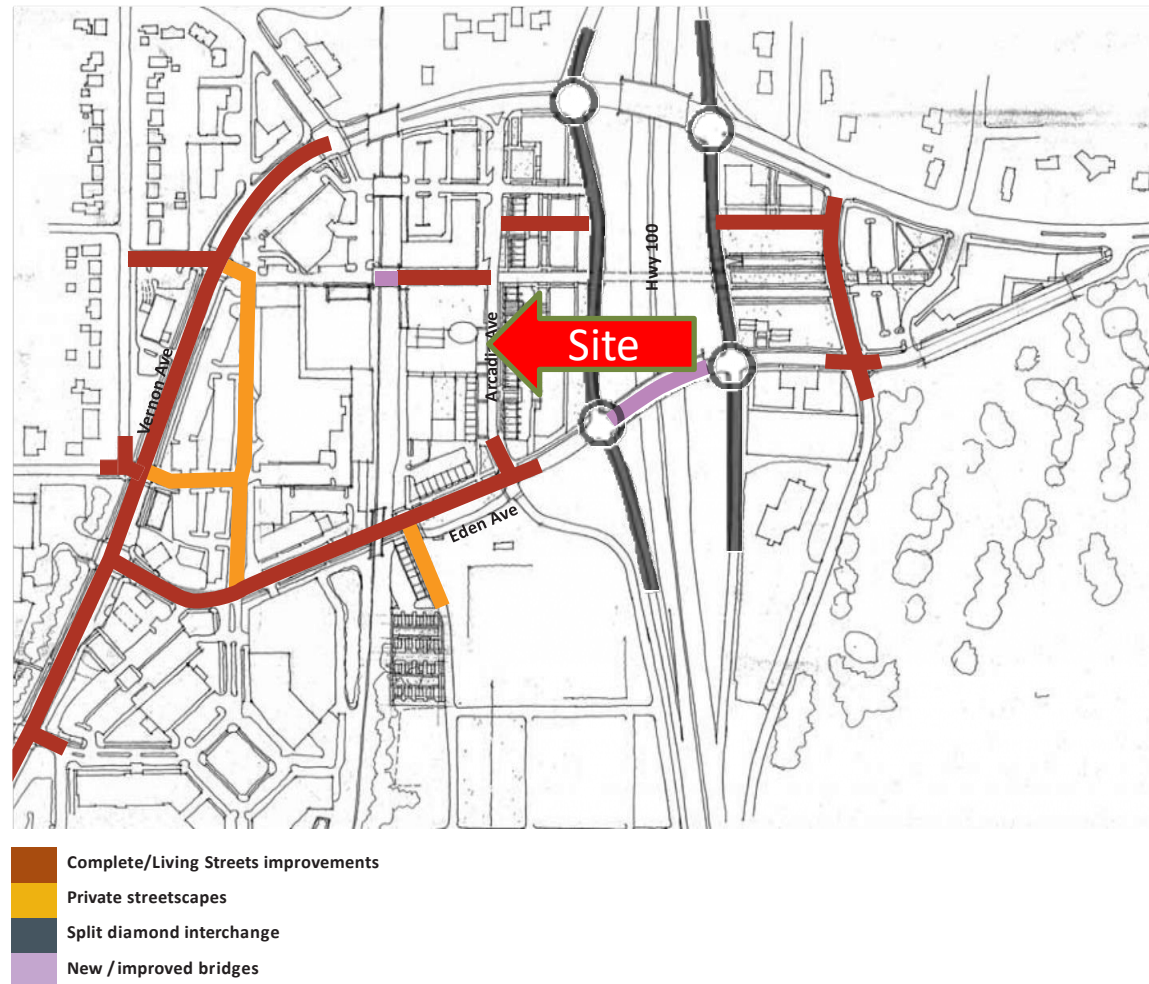 Hwy 100
Site
Arcadia Ave
Vernon Ave
Eden Ave
Complete/Living Streets improvements
Private streetscapes
Split diamond interchange
New / improved bridges